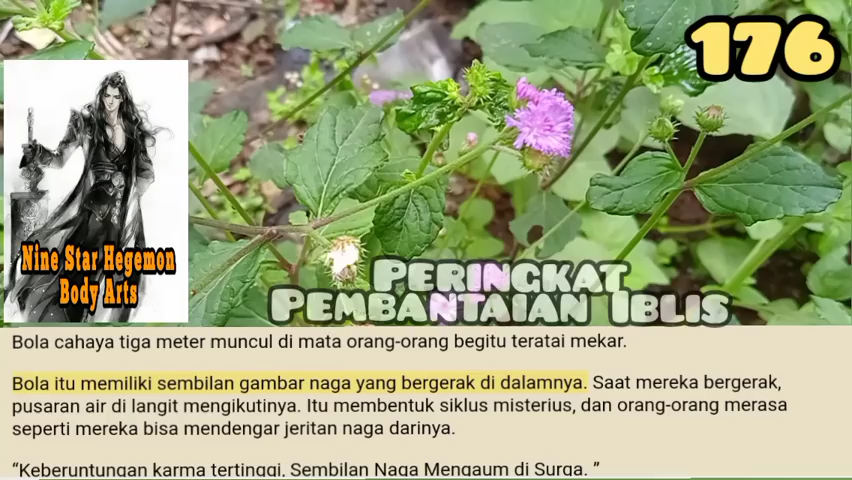 176
Nine Star Hegemon
Body Arts
PERINGKAT
PEMBANTAIAN IBLIS
Bola cahaya tiga meter muncul di mata orang-orang begitu teratai mekar.
Bola itu memiliki sembilan gambar naga yang bergerak di dalamnya. Saat mereka bergerak,
pusaran air di langit mengikutinya. Itu membentuk siklus misterius, dan orang-orang merasa
seperti mereka bisa mendengar jeritan naga darinya.
“Keberuntungan karma tertinggi, Sembilan Naga Mengaum di Surga. ”